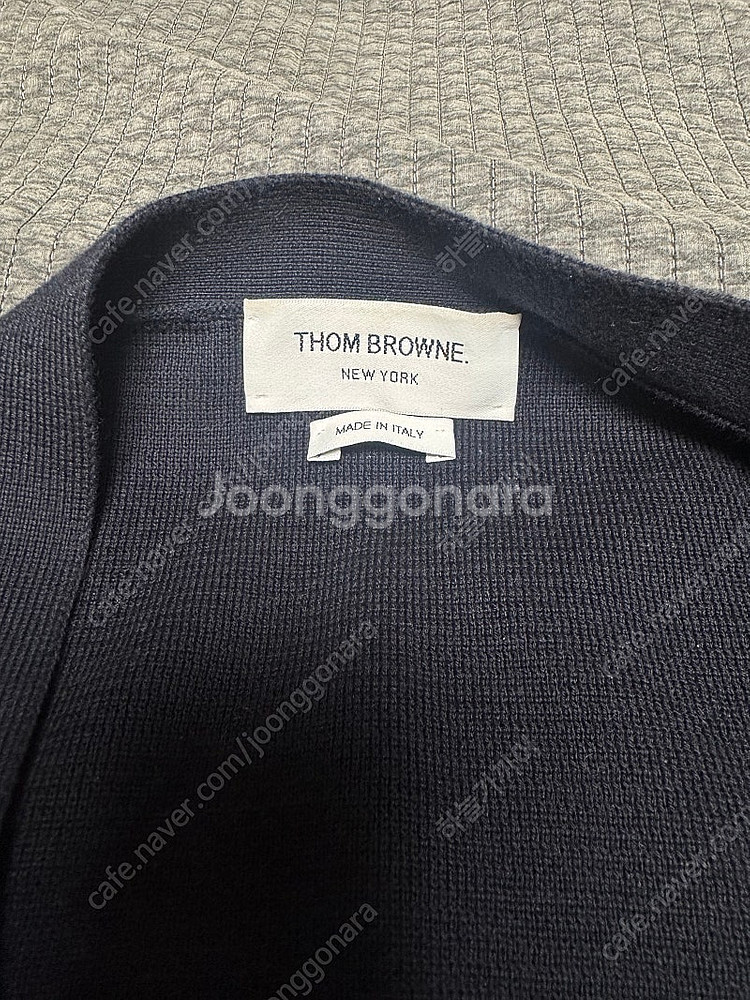 THOM BROWNE.
NEW YORK
MADE IN ITALY
Joonggonara
cafe.naver.com/joonggonara